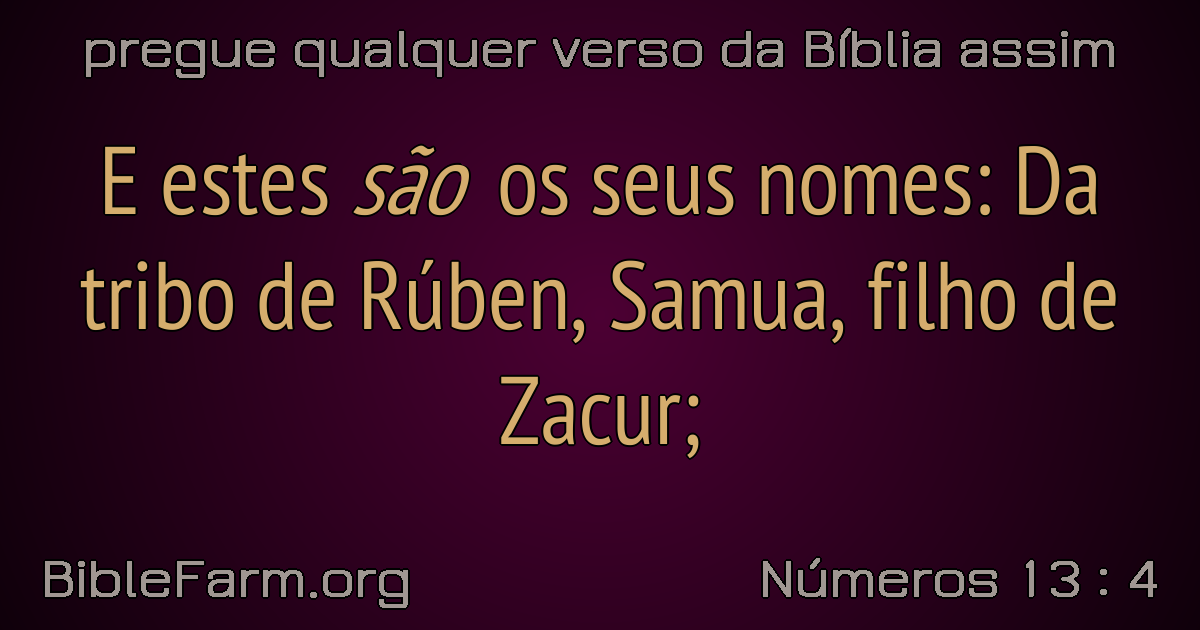 pregue qualquer verso da Bíblia assim
E estes são os seus nomes: Da
tribo de Rúben, Samua, filho de
Zacur;
BibleFarm.org
Números 13 : 4